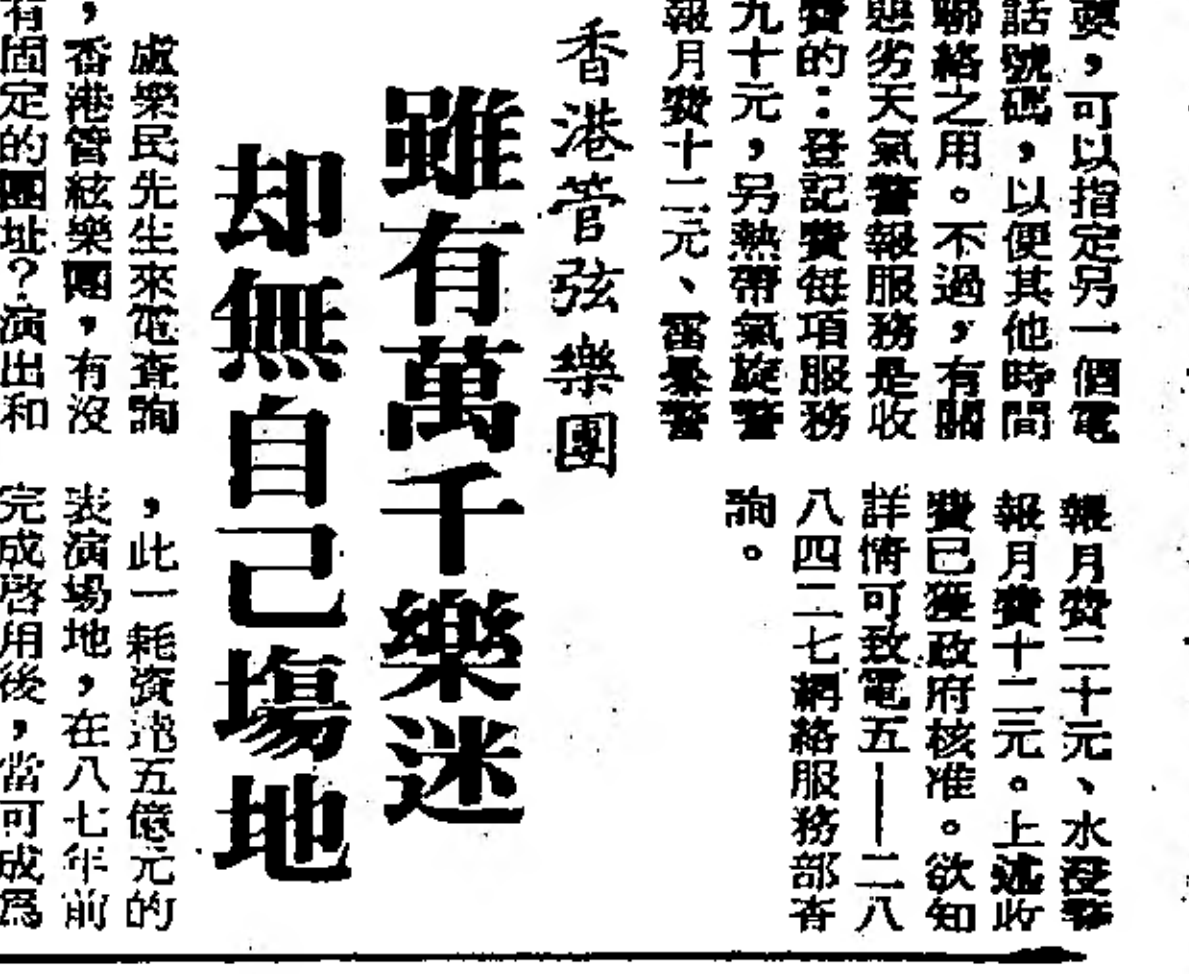 要，可以指定另一個電
話號碼，以便其他時間
聯絡之用。不過，有關
惡劣天氣警報服務是收
費的：登記費每項服務
九十元，另熱帶氣旋警
報月費十二元、雷暴警
報月費二十元、水浸警
報月費十二元。上述收
費已獲政府核准。欲知
詳情可致電五──二八
八四二七網絡服務部查
詢。
香港管弦樂團
雖有萬千樂迷
却無自己塲地
盧樂民先生來電查詢
，香港管絃樂團，有沒
有固定的團址？演出和
，此一耗資達五億元的
表演場地，在八七年前
完成啓用後，當可成爲